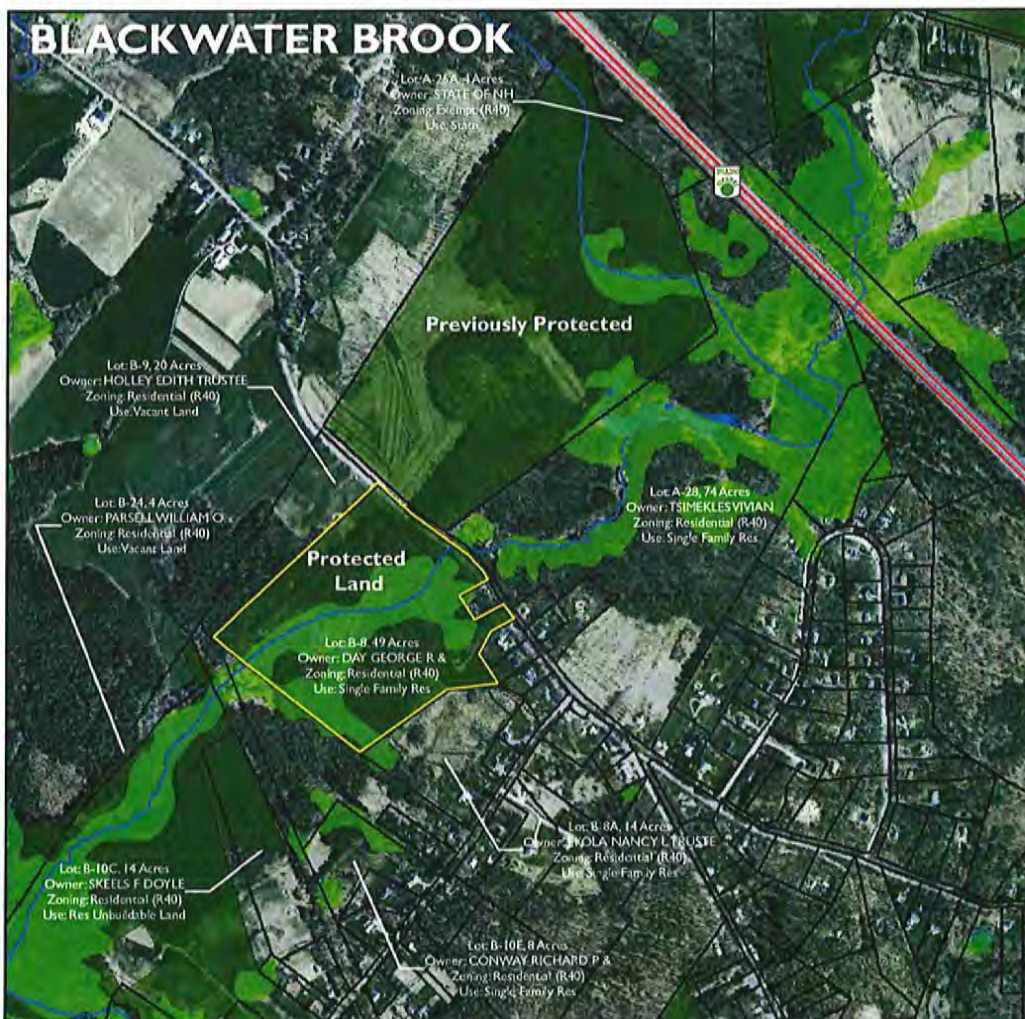 BLACKWATER BROOK
Lot: A-26A, 4 Acres
Owner: STATE OF NH
Zoning: Exempt (R40)
Use: State
Previously Protected
Lot: B-9, 20 Acres
Owner: HOLLEY EDITH TRUSTEE
Zoning: Residential (R40)
Use: Vacant Land
Lot: B-24, 4 Acres
Owner: PARSELL WILLIAM O
Zoning: Residential (R40)
Use: Vacant Land
Lot: A-28, 74 Acres
Owner: TSIMEKLES VIVIAN
Zoning: Residential (R40)
Use: Single Family Res
Protected
Land
Lot: B-8, 49 Acres
Owner: DAY GEORGE R &
Zoning: Residential (R40)
Use: Single Family Res
Lot: B-8A, 14 Acres
Owner: EKOLA NANCY L TRUSTE
Zoning: Residential (R40)
Use: Single Family Res
Lot: B-10C, 14 Acres
Owner: SKEELS F DOYLE
Zoning: Residential (R40)
Use: Res Unbuildable Land
Lot: B-10E, 8 Acres
Owner: CONWAY RICHARD P &
Zoning: Residential (R40)
Use: Single Family Res